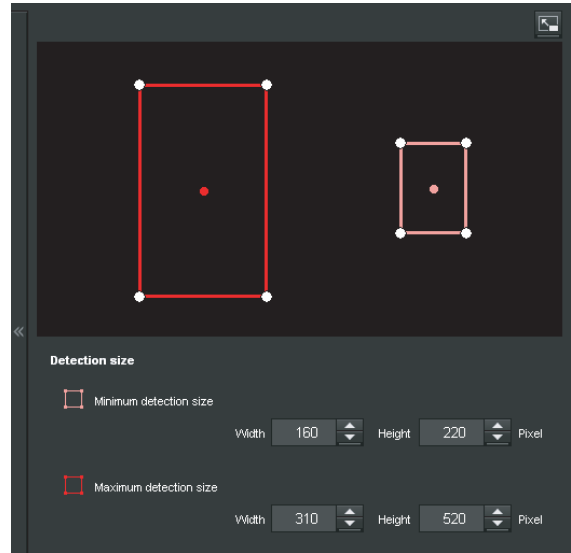 Detection size
Minimum detection size
Width 160 Height 220 Pixel
Maximum detection size
Width 310 Height 520 Pixel